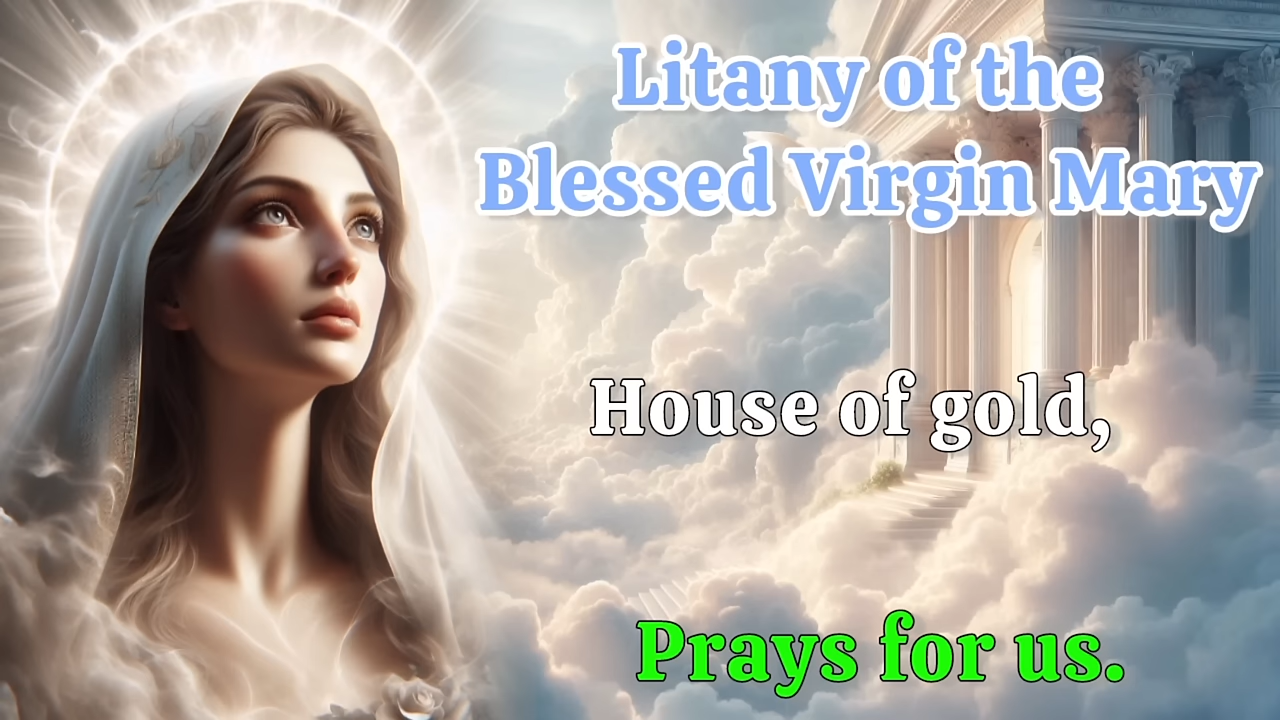 Litany of the
Blessed Virgin Mary
House of gold,
Prays for us.